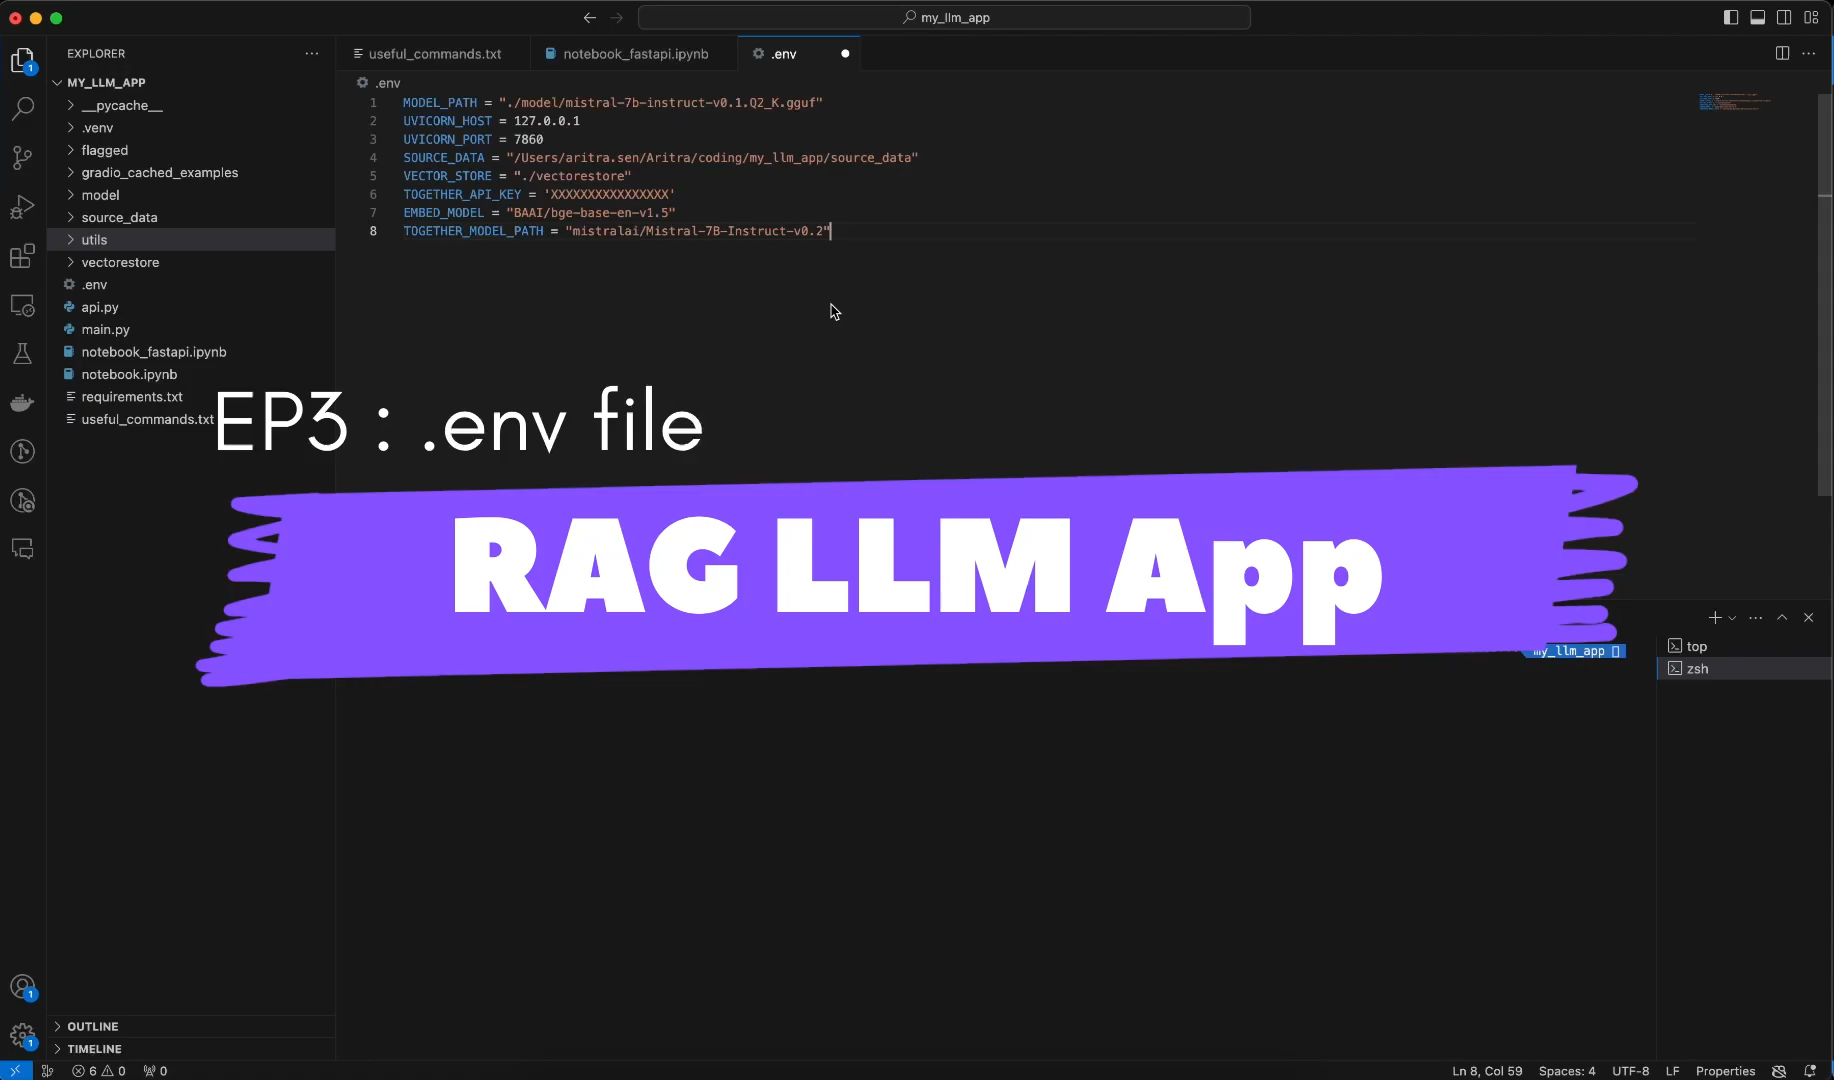 my_llm_app
EXPLORER
useful_commands.txt
notebook_fastapi.ipynb
.env
1
MY_LLM_APP
__pycache__
.venv
flagged
gradio_cached_examples
model
source_data
utils
vectorestore
.env
api.py
main.py
notebook_fastapi.ipynb
notebook.ipynb
requirements.txt
useful_commands.txt
.env
1 MODEL_PATH = "./model/mistral-7b-instruct-v0.1.Q2_K.gguf"
2 UVICORN_HOST = 127.0.0.1
3 UVICORN_PORT = 7860
4 SOURCE_DATA = "/Users/aritra.sen/Aritra/coding/my_llm_app/source_data"
5 VECTOR_STORE = "./vectorestore"
6 TOGETHER_API_KEY = 'XXXXXXXXXXXXXXXX'
7 EMBED_MODEL = "BAAI/bge-base-en-v1.5"
8 TOGETHER_MODEL_PATH = "mistralai/Mistral-7B-Instruct-v0.2"
EP3 : .env file
RAG LLM App
my_llm_app
top
zsh
1
1
OUTLINE
TIMELINE
6 0 0
Ln 8, Col 59 Spaces: 4 UTF-8 LF Properties